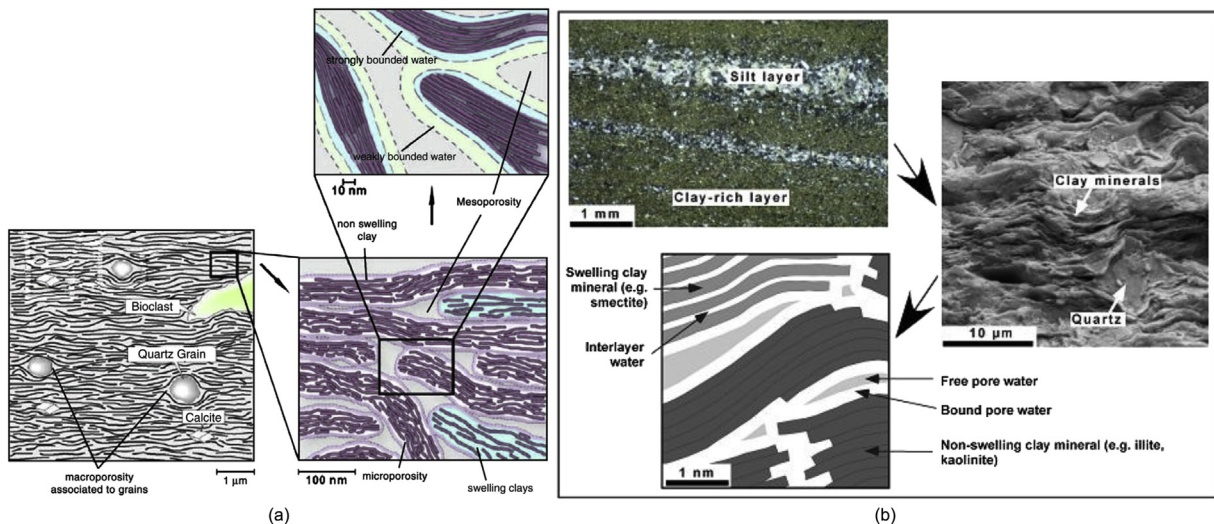 strongly bounded water
weakly bounded water
10 nm
Mesoporosity
non swelling
clay
Bioclast
Quartz Grain
Calcite
macroporosity
associated to grains
1 µm
100 nm
microporosity
swelling clays
(a)
Silt layer
Clay-rich layer
1 mm
Clay minerals
Quartz
10 µm
Swelling clay
mineral (e.g.
smectite)
Interlayer
water
Free pore water
Bound pore water
Non-swelling clay mineral (e.g. illite,
kaolinite)
1 nm
(b)